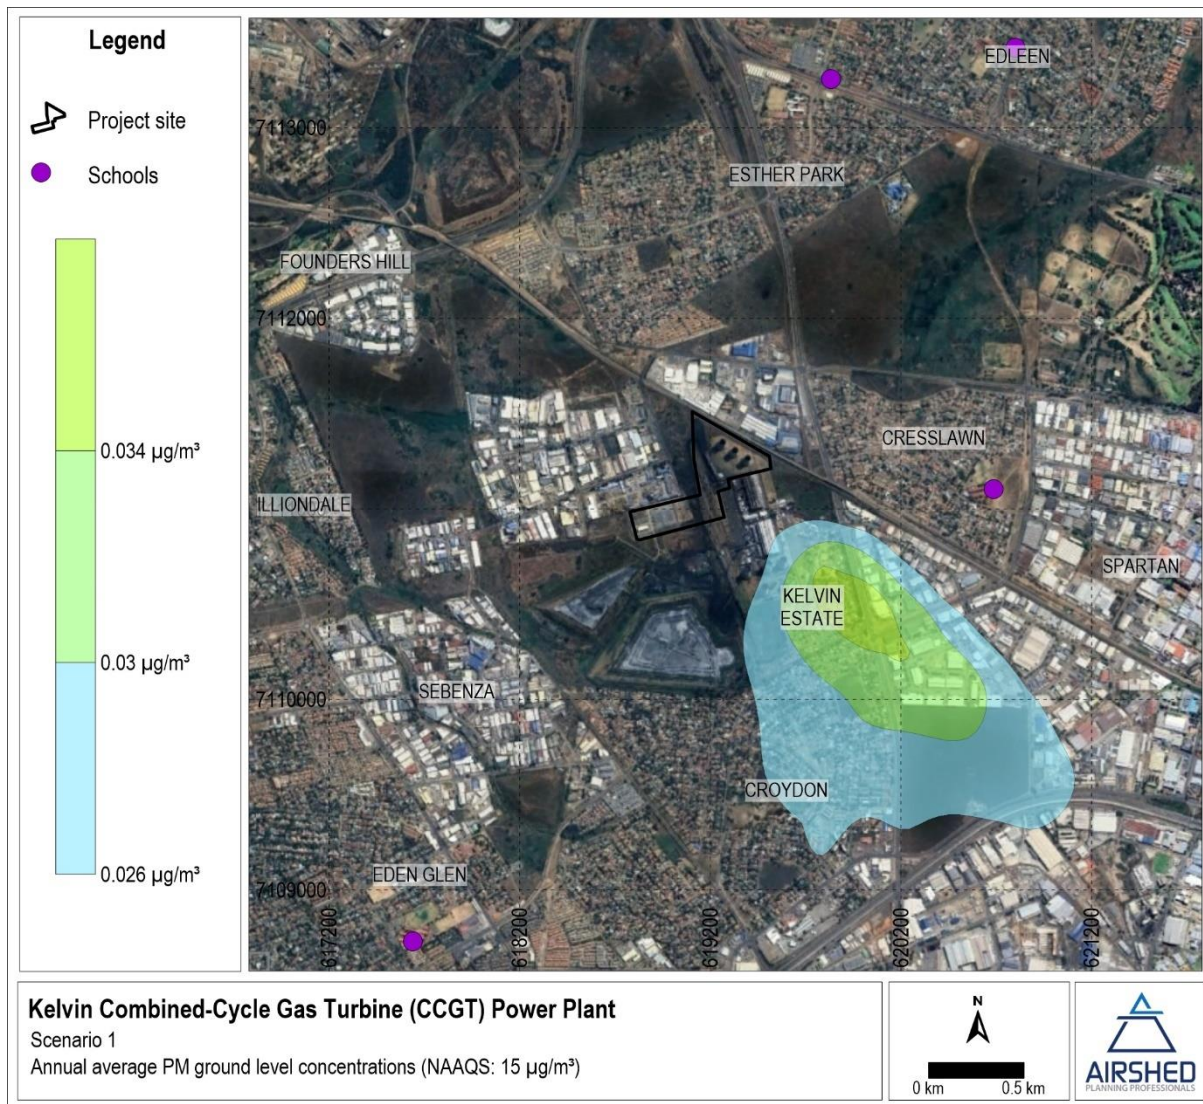 Legend
Project site
Schools
0.034 µg/m³
0.03 µg/m³
0.026 µg/m³
EDLEEN
7113000
ESTHER PARK
FOUNDERS HILL
7112000
CRESSLAWN
ILLIONDALE
SPARTAN
KELVIN
ESTATE
SEBENZA
7110000
CROYDON
EDEN GLEN
7109000
617200
618200
619200
620200
621200
Kelvin Combined-Cycle Gas Turbine (CCGT) Power Plant
Scenario 1
Annual average PM ground level concentrations (NAAQS: 15 µg/m³)
N
0 km
0.5 km
AIRSHED
PLANNING PROFESSIONALS